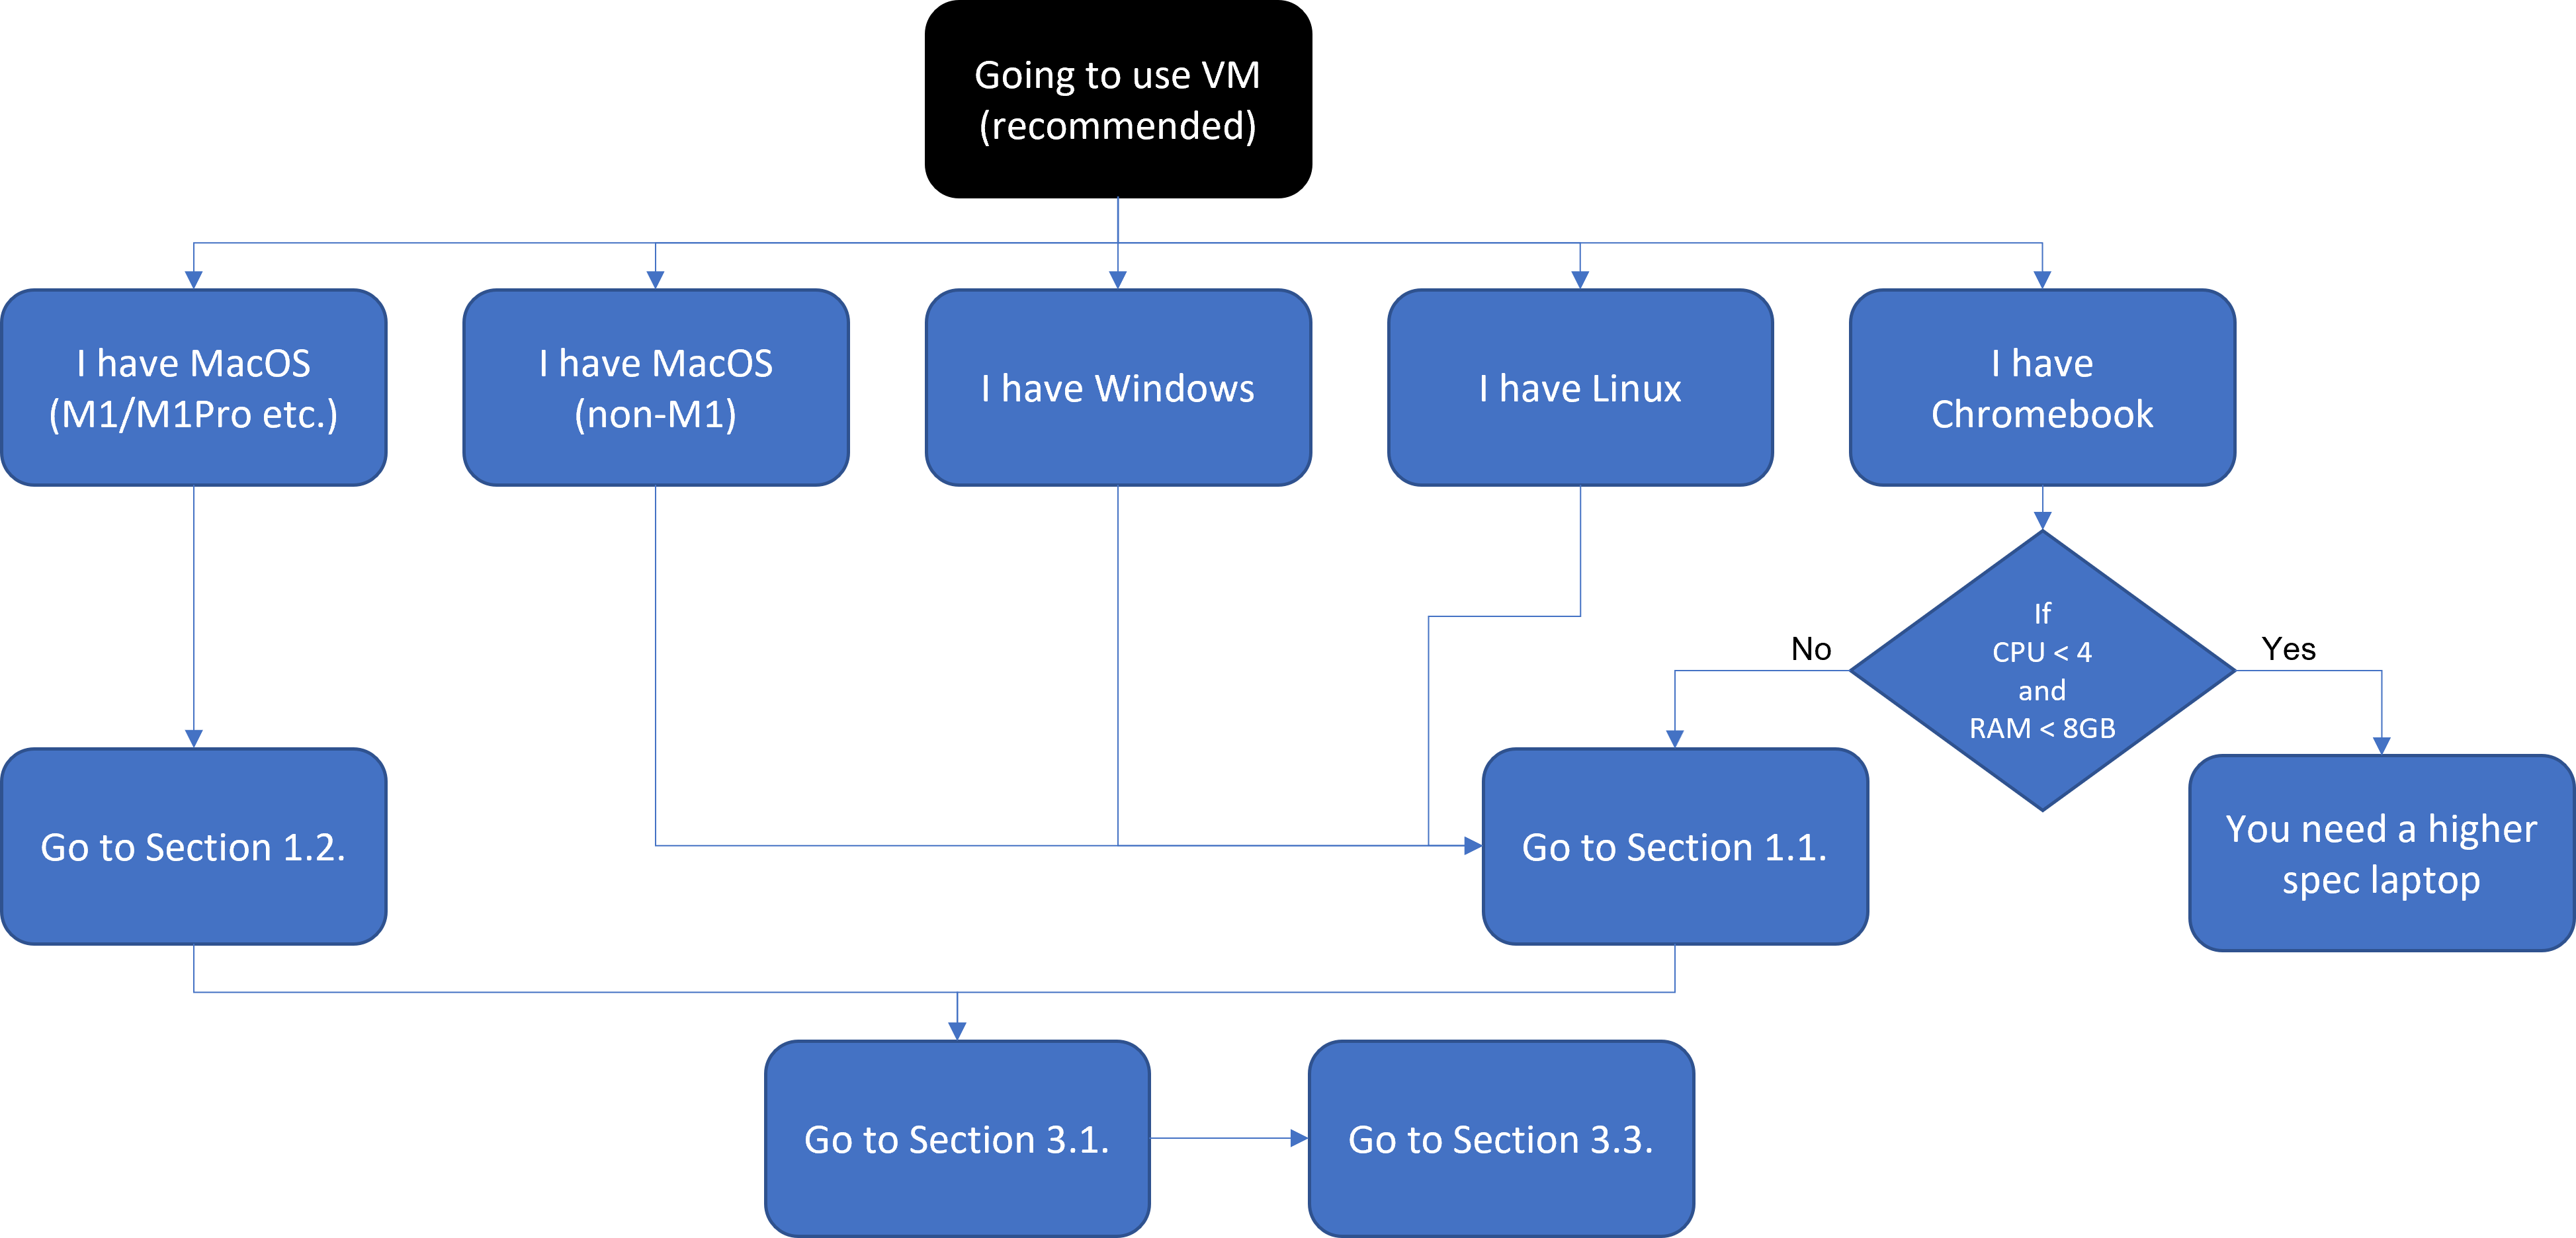 Going to use VM
(recommended)
I have MacOS
(M1/M1Pro etc.)
I have MacOS
(non-M1)
I have Windows
I have Linux
I have
Chromebook
If
CPU < 4
and
RAM < 8GB
No
Yes
Go to Section 1.2.
Go to Section 1.1.
You need a higher
spec laptop
Go to Section 3.1.
Go to Section 3.3.